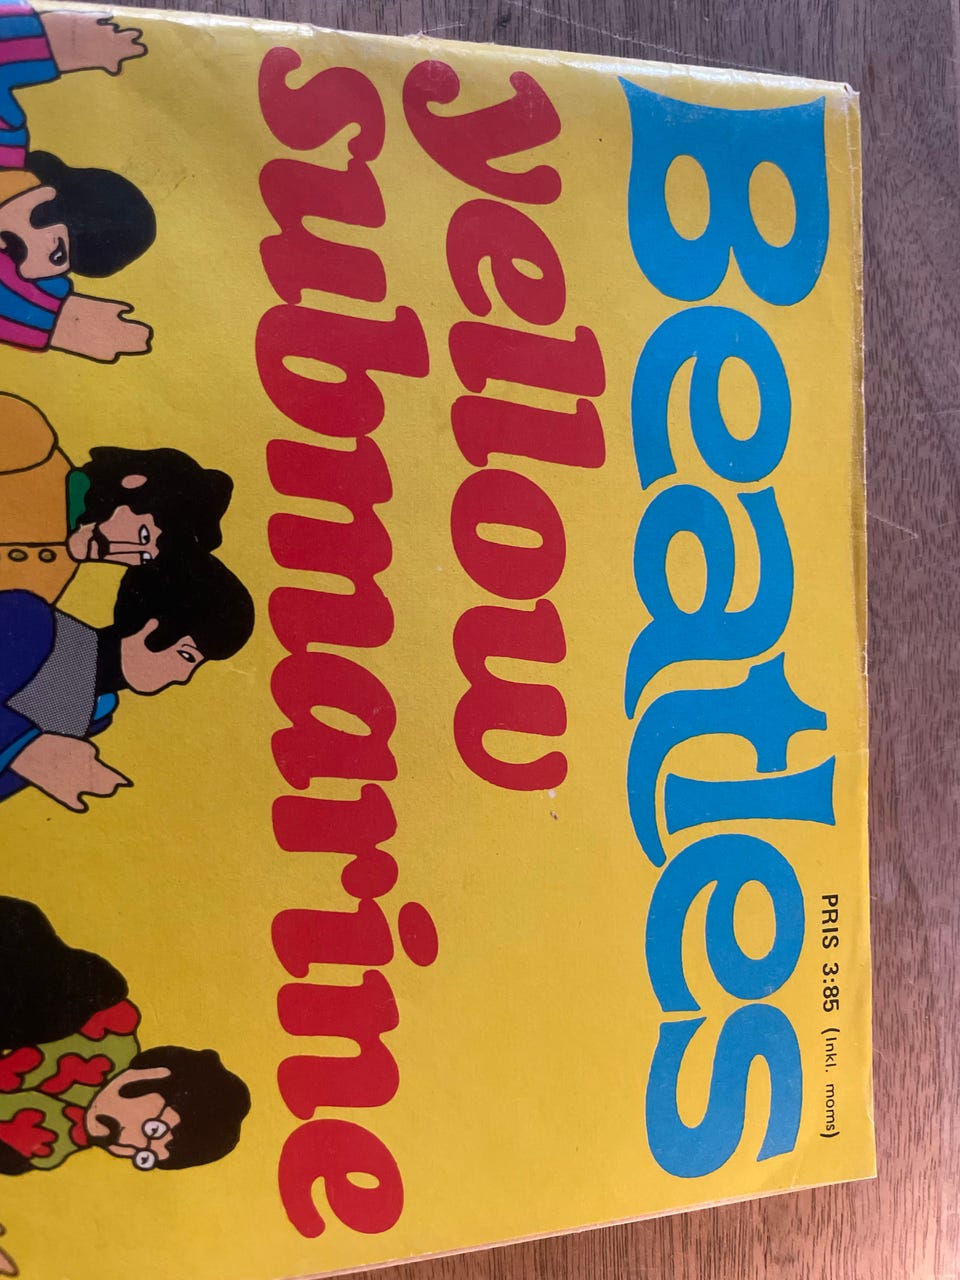 PRIS 3:85 (Inkl. moms)
Beatles
yellow
submarine